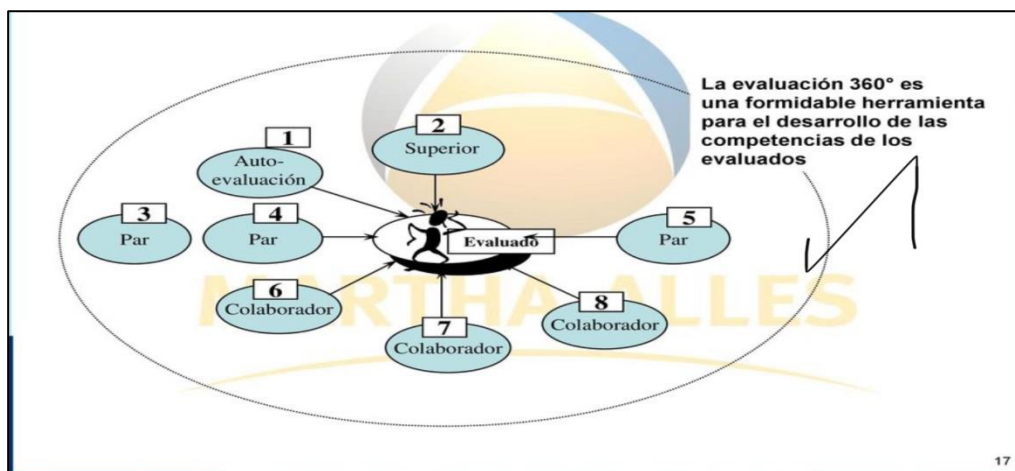 La evaluación 360° es
una formidable herramienta
para el desarrollo de las
competencias de los
evaluados
1
Auto-
evaluación
2
Superior
3
Par
4
Par
Evaluado
5
Par
6
Colaborador
7
Colaborador
8
Colaborador
MARTHA ALLES
17